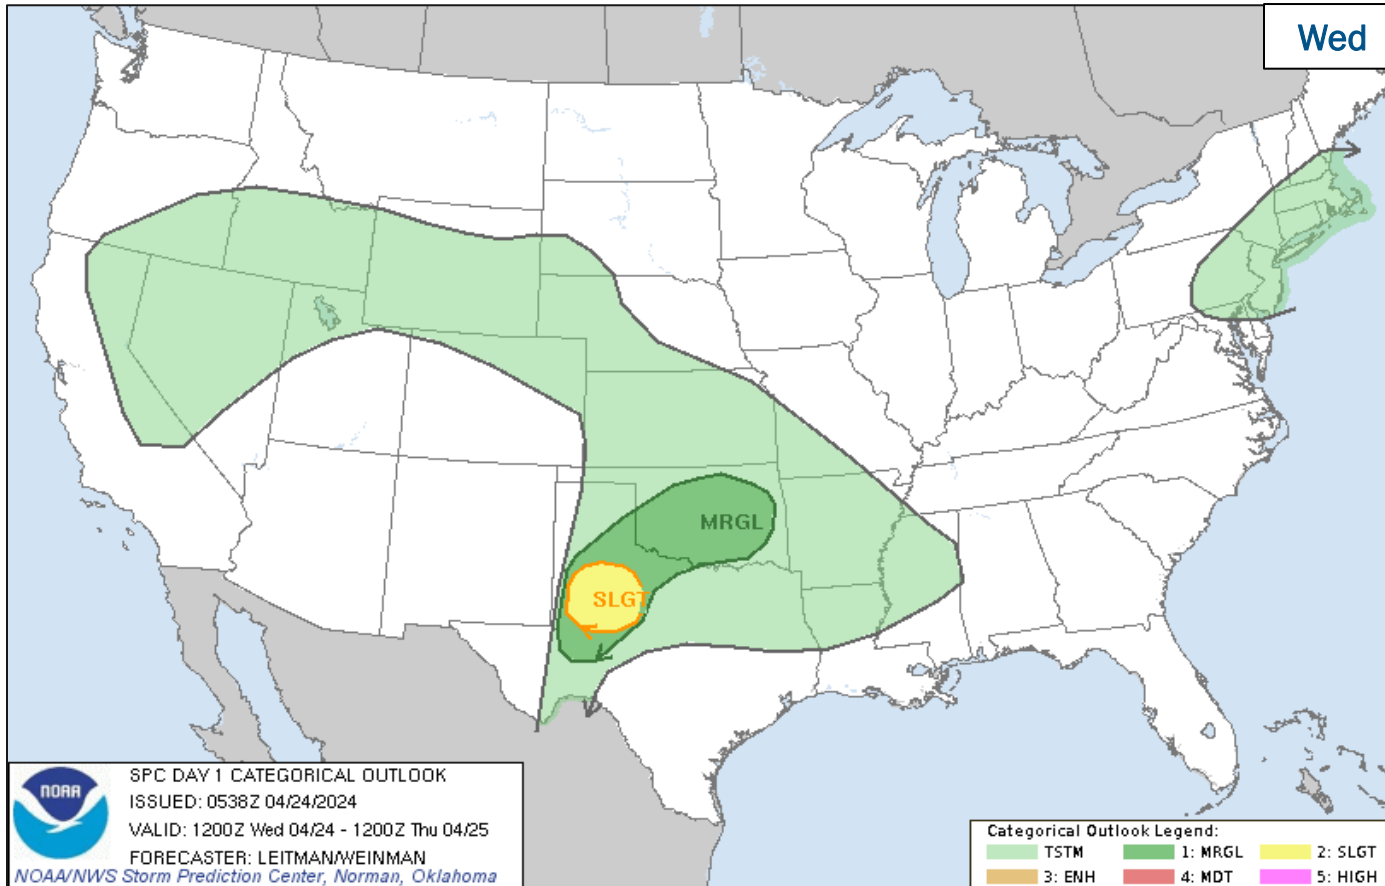 Wed
MRGL
SLGT
NOAA
SPC DAY 1 CATEGORICAL OUTLOOK
ISSUED: 0538Z 04/24/2024
VALID: 1200Z Wed 04/24 - 1200Z Thu 04/25
FORECASTER: LEITMAN/WEINMAN
NOAA/NWS Storm Prediction Center, Norman, Oklahoma
Categorical Outlook Legend:
TSTM 1: MRGL 2: SLGT
3: ENH 4: MDT 5: HIGH